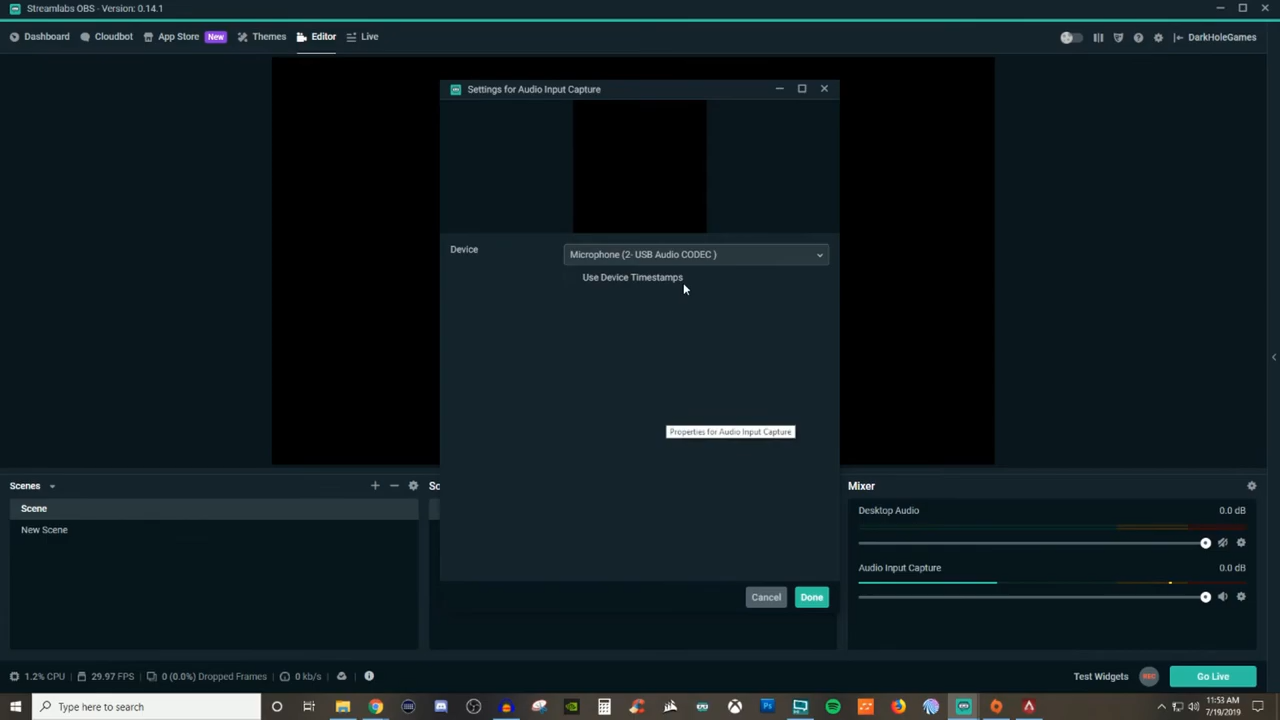 Streamlabs OBS - Version: 0.14.1
Dashboard
Cloudbot
App Store
New
Themes
Editor
Live
DarkHoleGames
Settings for Audio Input Capture
Device
Microphone (2- USB Audio CODEC )
Use Device Timestamps
Properties for Audio Input Capture
Cancel
Done
Scenes
Scene
New Scene
Sc
Mixer
Desktop Audio
0.0 dB
Audio Input Capture
0.0 dB
1.2% CPU
29.97 FPS
0 (0.0%) Dropped Frames
0 kb/s
Test Widgets
REC
Go Live
Type here to search
11:53 AM
7/19/2019